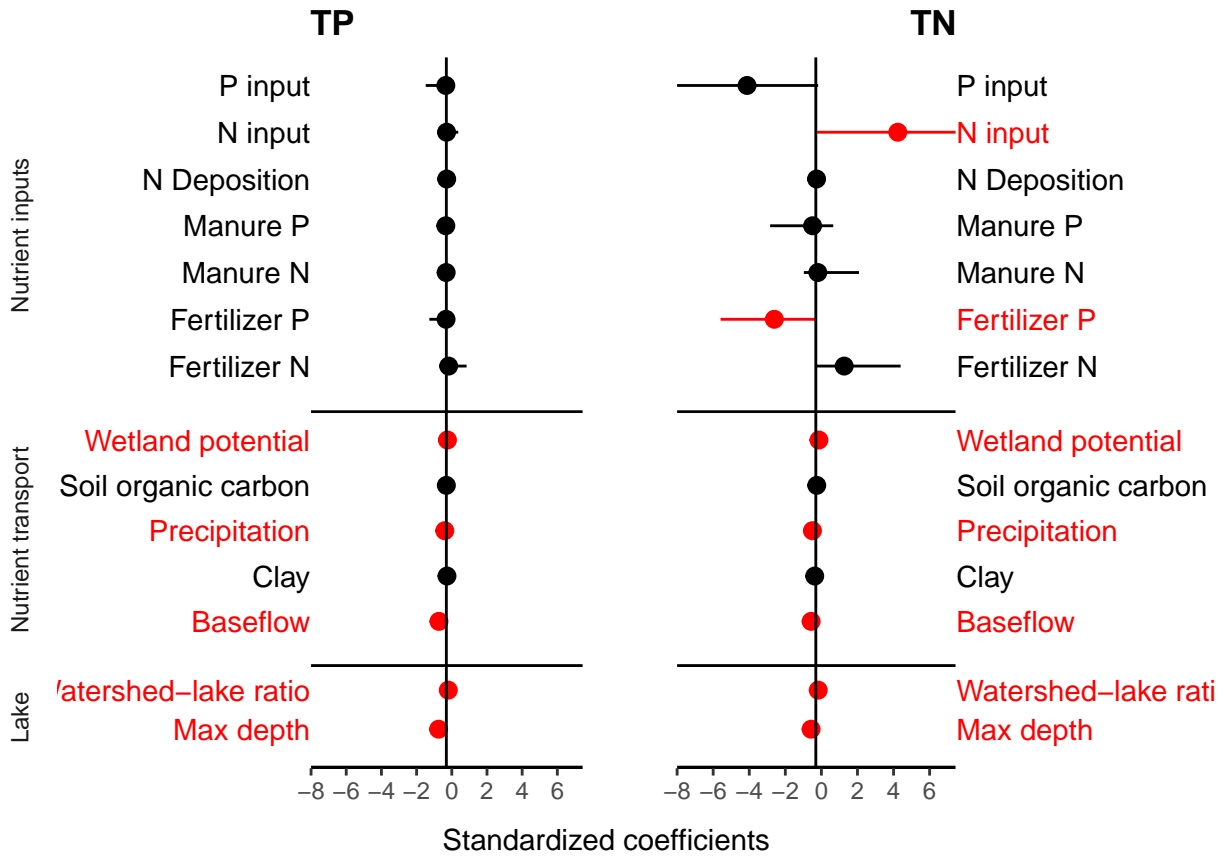 TP TN
P input P input
N input N input
N Deposition N Deposition
Manure P Manure P
Manure N Manure N
Fertilizer P Fertilizer P
Fertilizer N Fertilizer N
Nutrient inputs
Wetland potential Wetland potential
Soil organic carbon Soil organic carbon
Precipitation Precipitation
Clay Clay
Baseflow Baseflow
Nutrient transport
atershed−lake ratio Watershed−lake rati
Max depth Max depth
Lake
−8 −6 −4 −2 0 2 4 6 −8 −6 −4 −2 0 2 4 6
Standardized coefficients